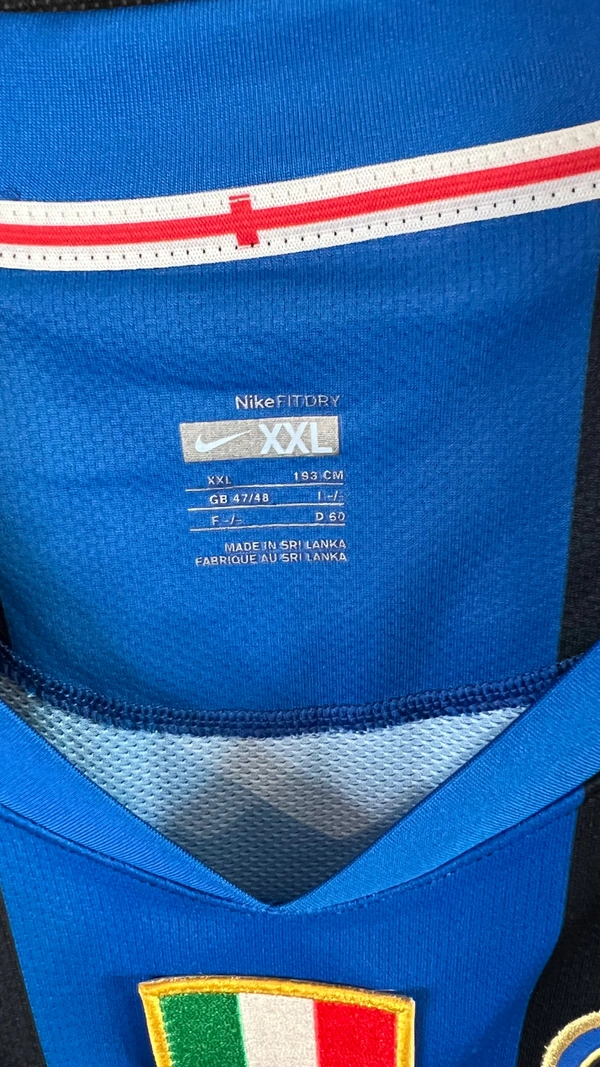 NikeFITDRY
XXL
XXL 193 CM
GB 47/48 I -/-
F -/- D 60
MADE IN SRI LANKA
FABRIQUE AU SRI LANKA